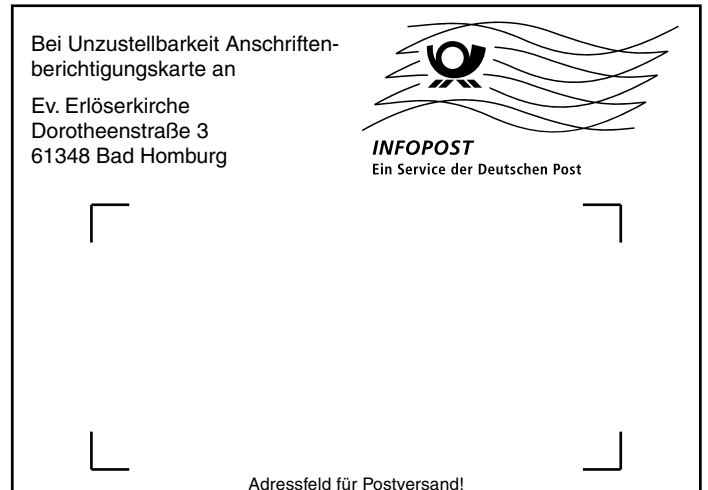 Bei Unzustellbarkeit Anschriften-
berichtigungskarte an
Ev. Erlöserkirche
Dorotheenstraße 3
61348 Bad Homburg
INFOPOST
Ein Service der Deutschen Post
Adressfeld für Postversand!